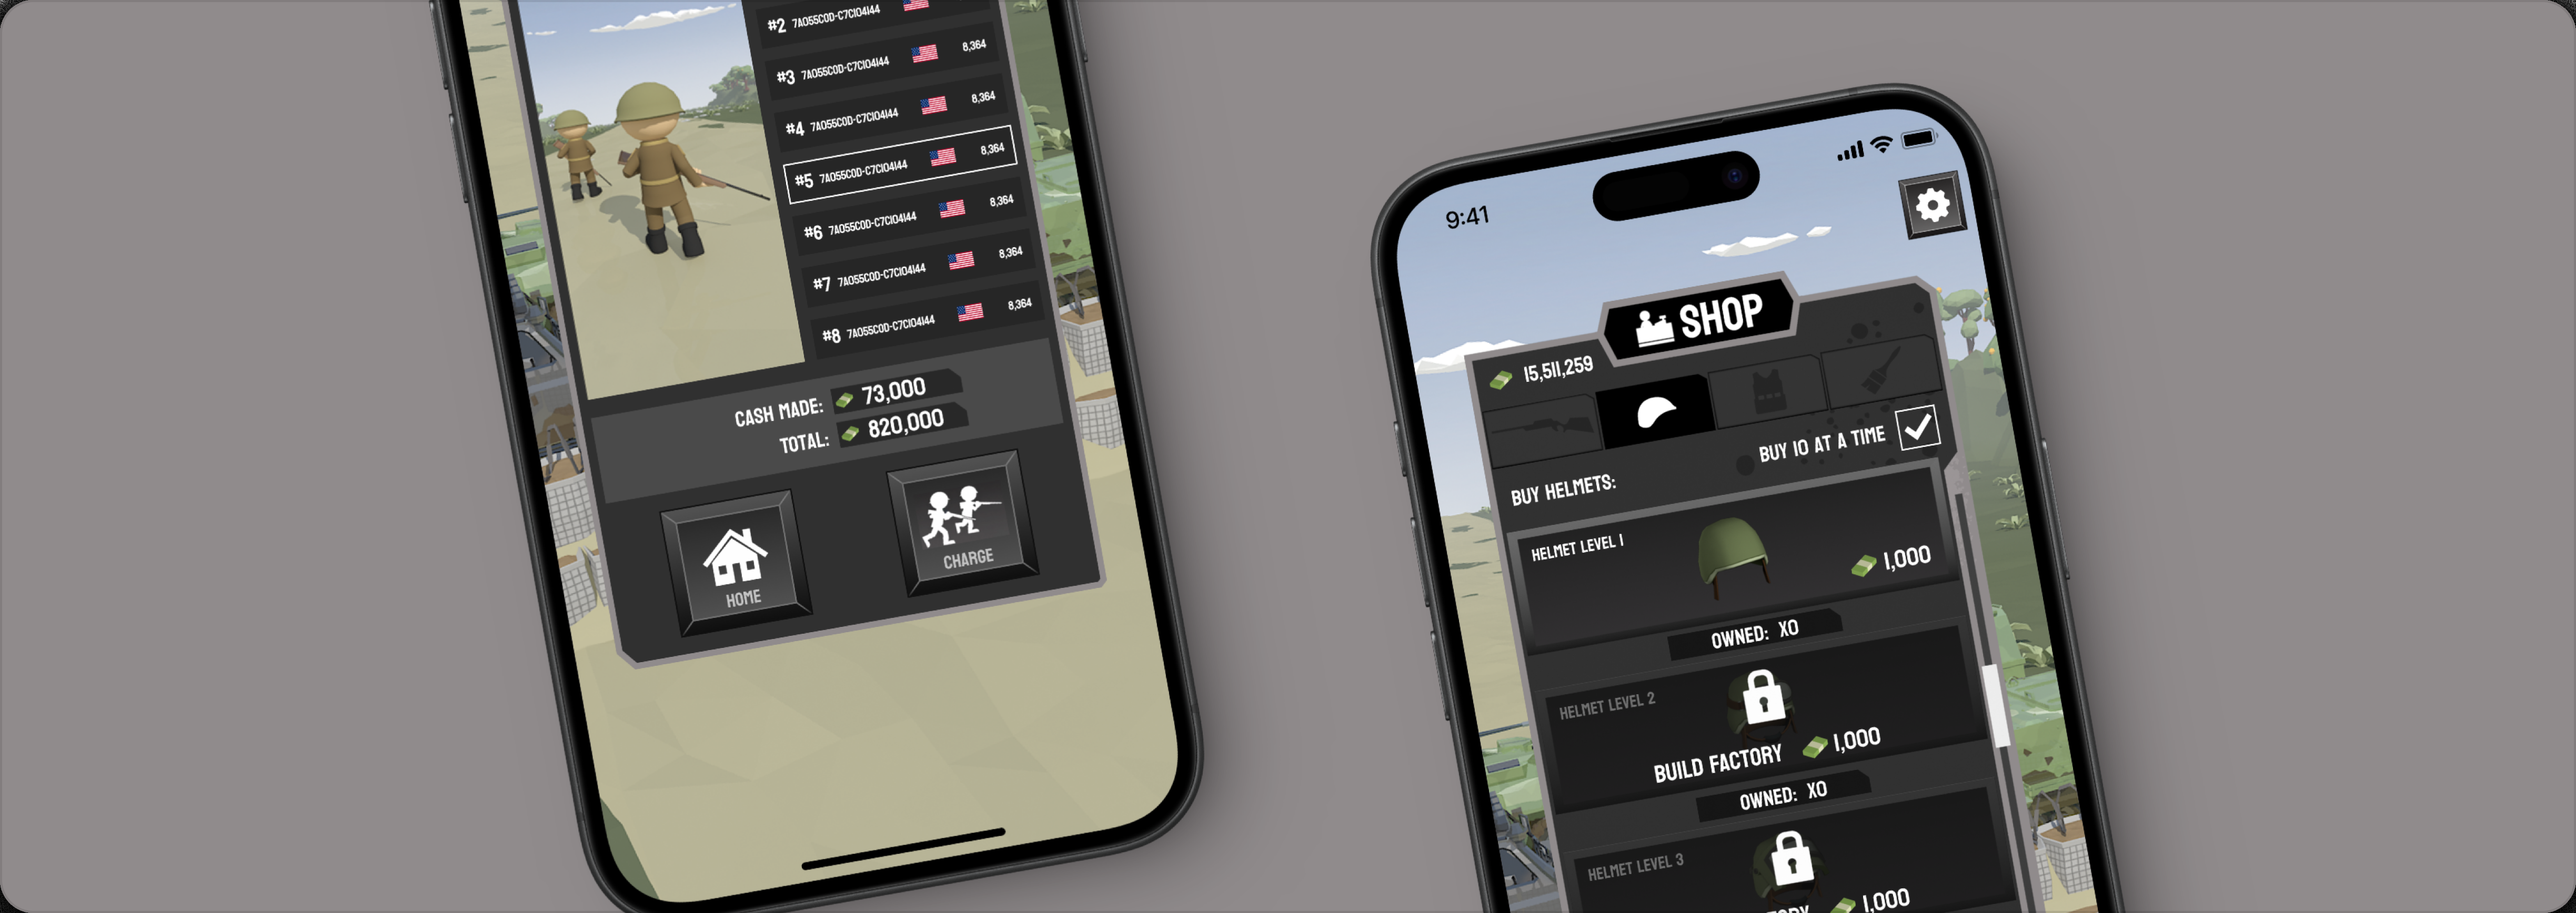 #2 7A055C0D-C7C104144
#3 7A055C0D-C7C104144 8,364
#4 7A055C0D-C7C104144 8,364
#5 7A055C0D-C7C104144 8,364
#6 7A055C0D-C7C104144 8,364
#7 7A055C0D-C7C104144 8,364
#8 7A055C0D-C7C104144 8,364
CASH MADE: 73,000
TOTAL: 820,000
HOME
CHARGE
9:41
SHOP
15,511,259
BUY 10 AT A TIME
BUY HELMETS:
HELMET LEVEL 1
1,000
OWNED: X0
HELMET LEVEL 2
BUILD FACTORY 1,000
OWNED: X0
HELMET LEVEL 3
1,000